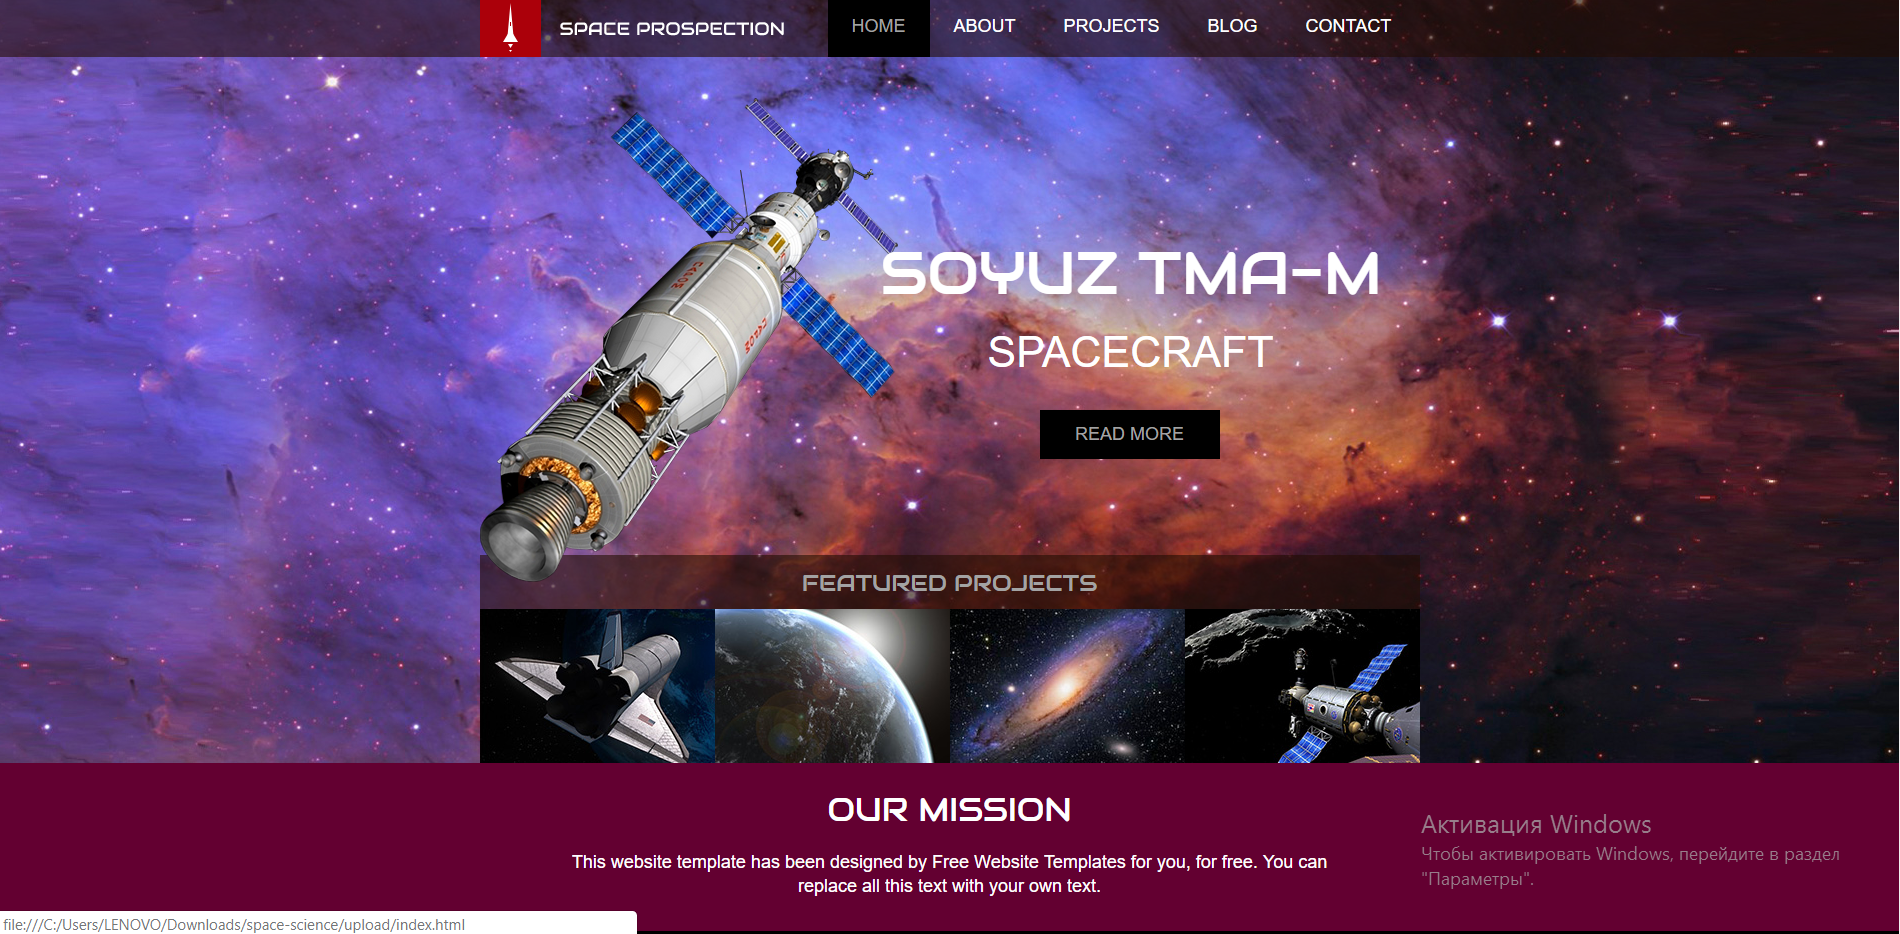 SPACE PROSPECTION
HOME
ABOUT
PROJECTS
BLOG
CONTACT
SOYUZ TMA-M
SPACECRAFT
READ MORE
FEATURED PROJECTS
OUR MISSION
This website template has been designed by Free Website Templates for you, for free. You can
replace all this text with your own text.
Активация Windows
Чтобы активировать Windows, перейдите в раздел
"Параметры".
file:///C:/Users/LENOVO/Downloads/space-science/upload/index.html